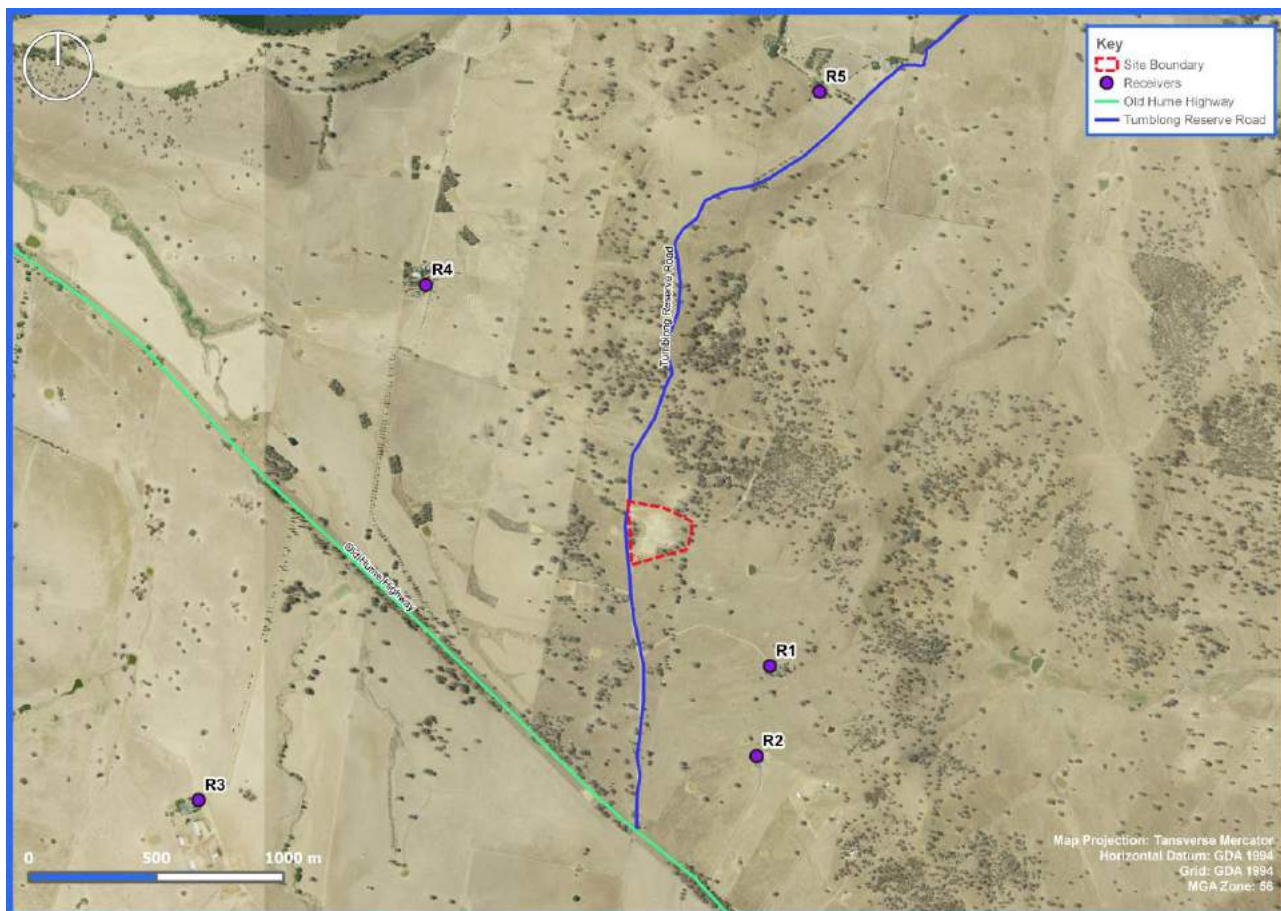 Key
Site Boundary
Receivers
Old Hume Highway
Tumblong Reserve Road
R5
R4
Tumblong Reserve Road
Old Hume Highway
R1
R2
R3
0 500 1000 m
Map Projection: Tansverse Mercator
Horizontal Datum: GDA 1994
Grid: GDA 1994
MGA Zone: 56